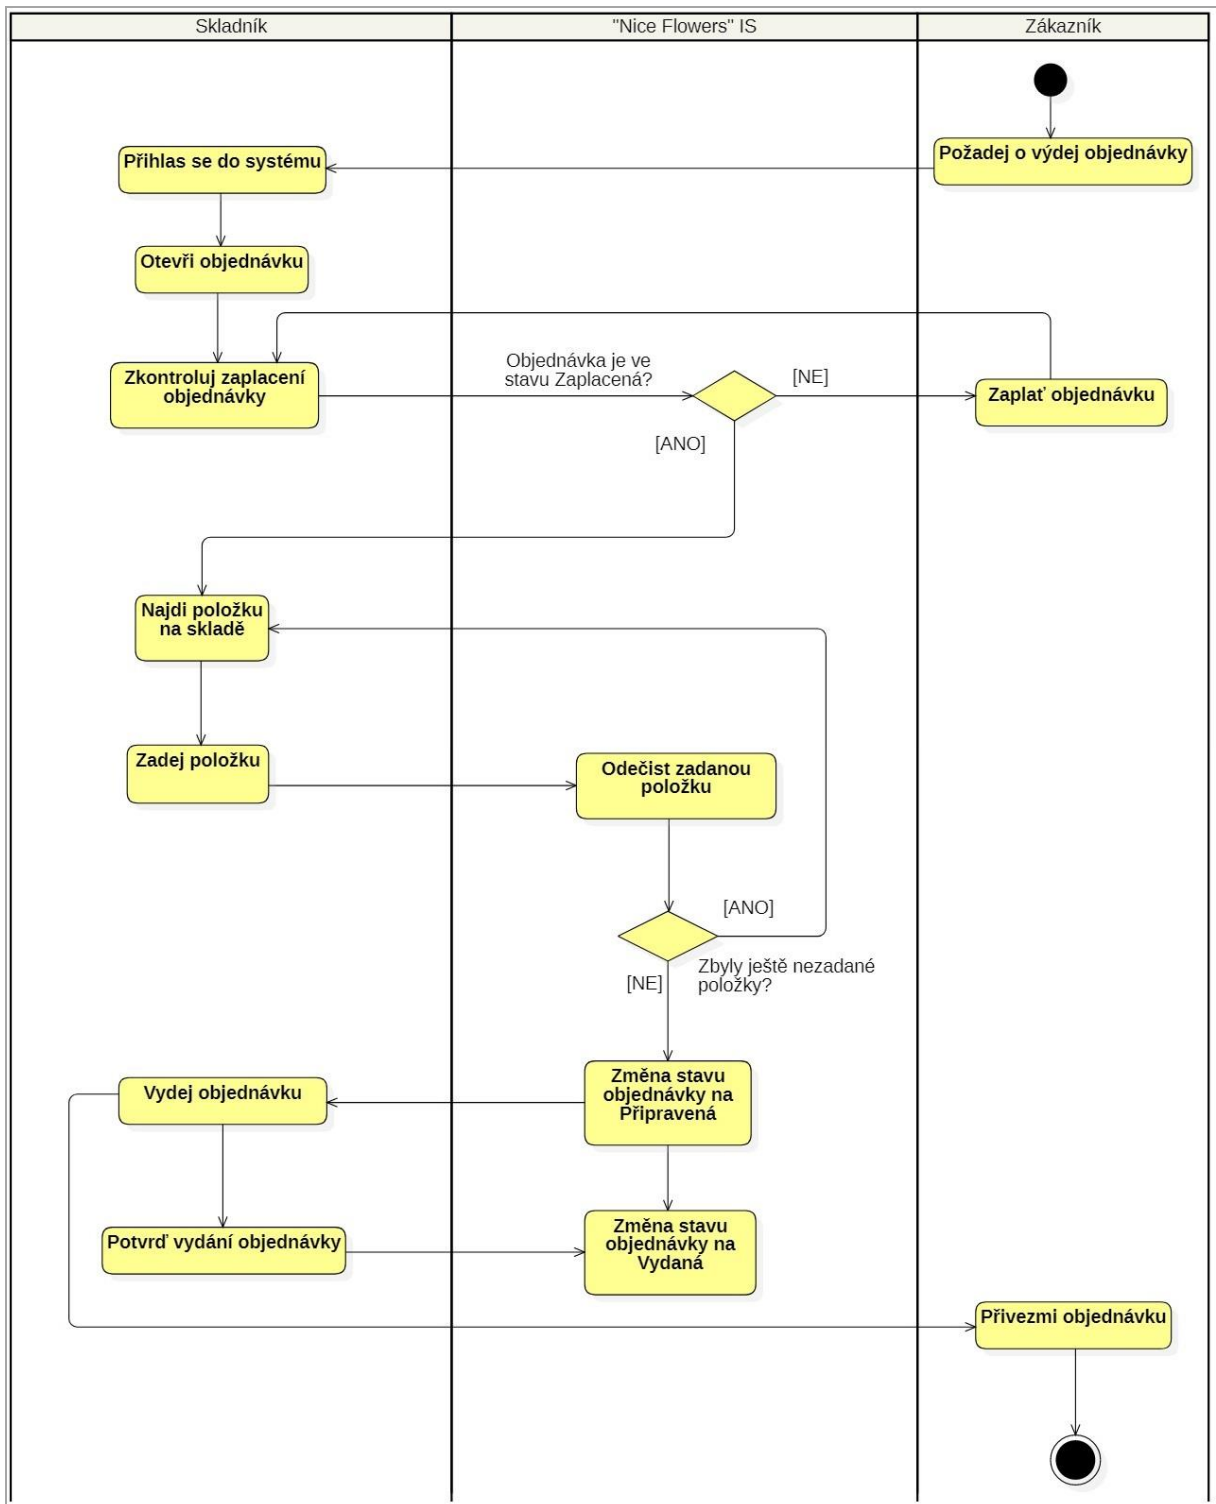 Skladník
"Nice Flowers" IS
Zákazník
Požadej o výdej objednávky
Přihlas se do systému
Otevři objednávku
Zkontroluj zaplacení
objednávky
Objednávka je ve
stavu Zaplacená?
[NE]
Zaplať objednávku
[ANO]
Najdi položku
na skladě
Zadej položku
Odečist zadanou
položku
[ANO]
Zbyly ještě nezadané
položky?
[NE]
Změna stavu
objednávky na
Připravená
Vydej objednávku
Potvrď vydání objednávky
Změna stavu
objednávky na
Vydaná
Přivezmi objednávku